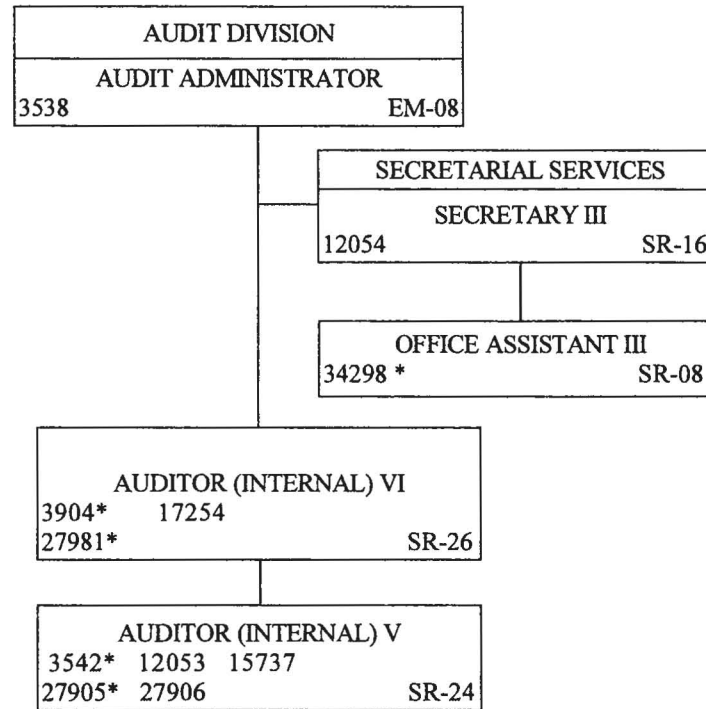 AUDIT DIVISION
AUDIT ADMINISTRATOR
3538 EM-08
SECRETARIAL SERVICES
SECRETARY III
12054 SR-16
OFFICE ASSISTANT III
34298 * SR-08
AUDITOR (INTERNAL) VI
3904* 17254
27981* SR-26
AUDITOR (INTERNAL) V
3542* 12053 15737
27905* 27906 SR-24